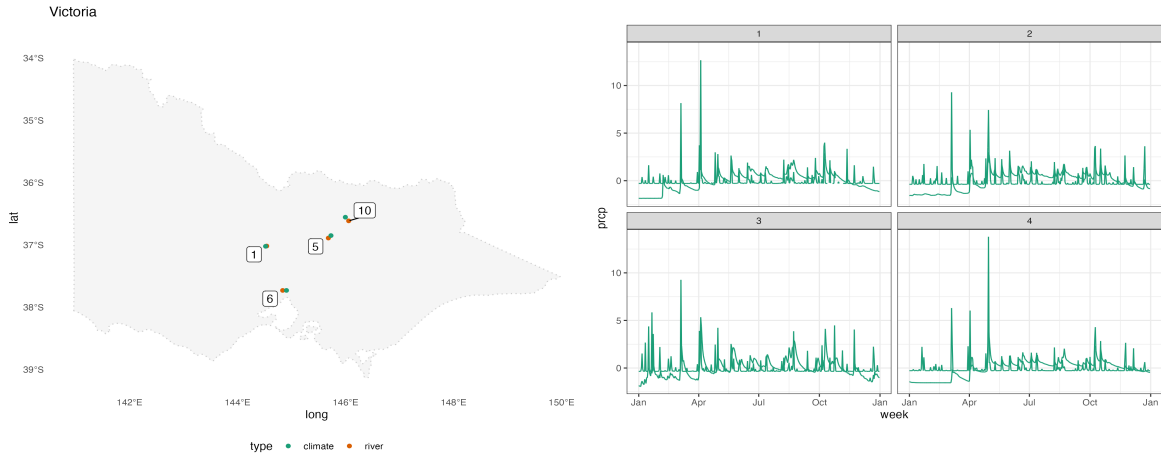 Victoria
34°S
35°S
36°S
37°S
38°S
39°S
lat
10
5
1
6
142°E
144°E
146°E
148°E
150°E
long
type
climate
river
1
2
10
5
0
prcp
3
4
10
5
0
Jan
Apr
Jul
Oct
Jan
Jan
Apr
Jul
Oct
Jan
week